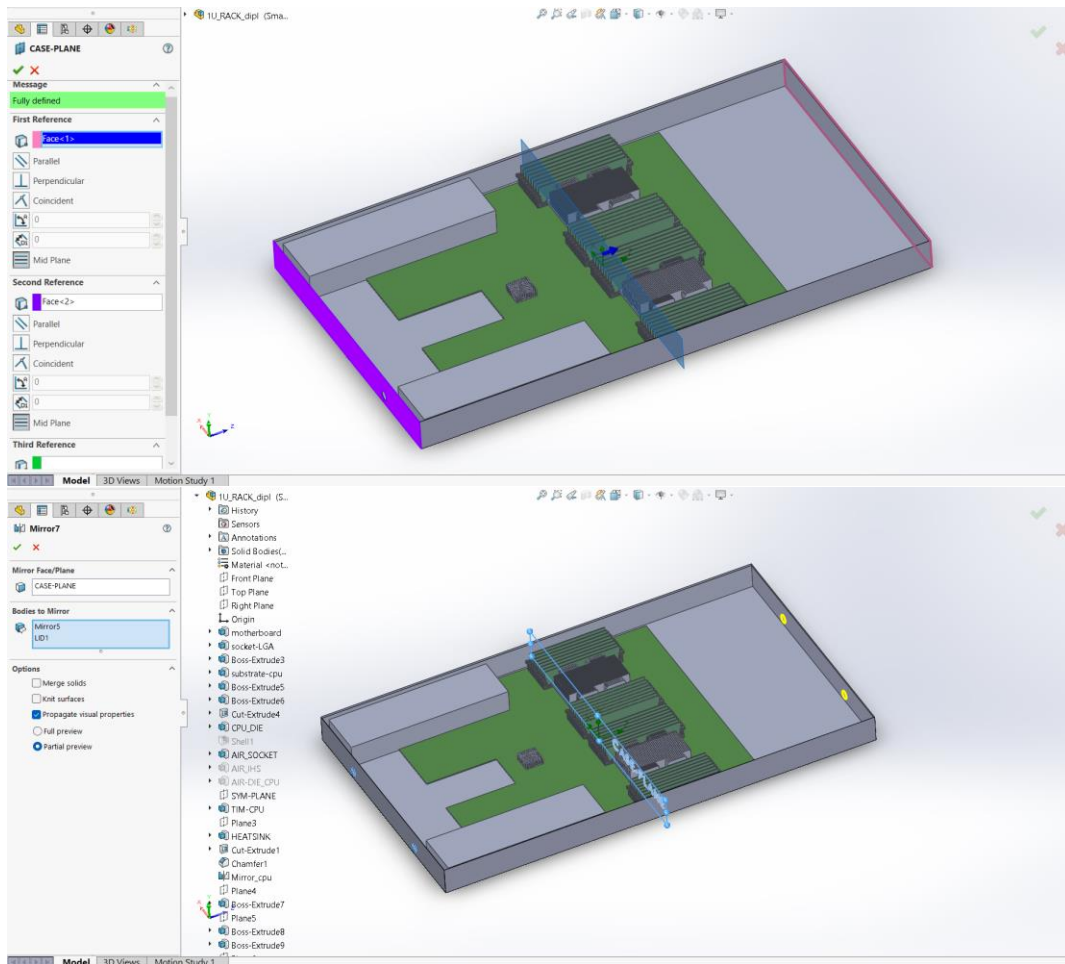 1U_RACK_dipl (Sma...
CASE-PLANE
Message
Fully defined
First Reference
Face<1>
Parallel
Perpendicular
Coincident
0
0
Mid Plane
Second Reference
Face<2>
Parallel
Perpendicular
Coincident
0
0
Mid Plane
Third Reference
Model 3D Views Motion Study 1
1U_RACK_dipl (S...
Mirror7
Mirror Face/Plane
CASE-PLANE
Bodies to Mirror
Mirror5
LID1
Options
Merge solids
Knit surfaces
Propagate visual properties
Full preview
Partial preview
History
Sensors
Annotations
Solid Bodies(...
Material <not...
Front Plane
Top Plane
Right Plane
Origin
motherboard
socket-LGA
Boss-Extrude3
substrate-cpu
Boss-Extrude5
Boss-Extrude6
Cut-Extrude4
CPU_DIE
Shell1
AIR_SOCKET
AIR_IHS
AIR-DIE_CPU
SYM-PLANE
TIM-CPU
Plane3
HEATSINK
Cut-Extrude1
Chamfer1
Mirror_cpu
Plane4
Boss-Extrude7
Plane5
Boss-Extrude8
Boss-Extrude9
CASE-PLANE
Model 3D Views Motion Study 1